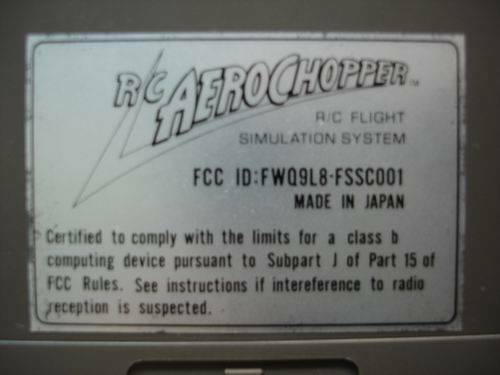 R/C AEROCHOPPER™
R/C FLIGHT
SIMULATION SYSTEM
FCC ID:FWQ9L8-FSSC001
MADE IN JAPAN
Certified to comply with the limits for a class b
computing device pursuant to Subpart J of Part 15 of
FCC Rules. See instructions if intereference to radio
reception is suspected.